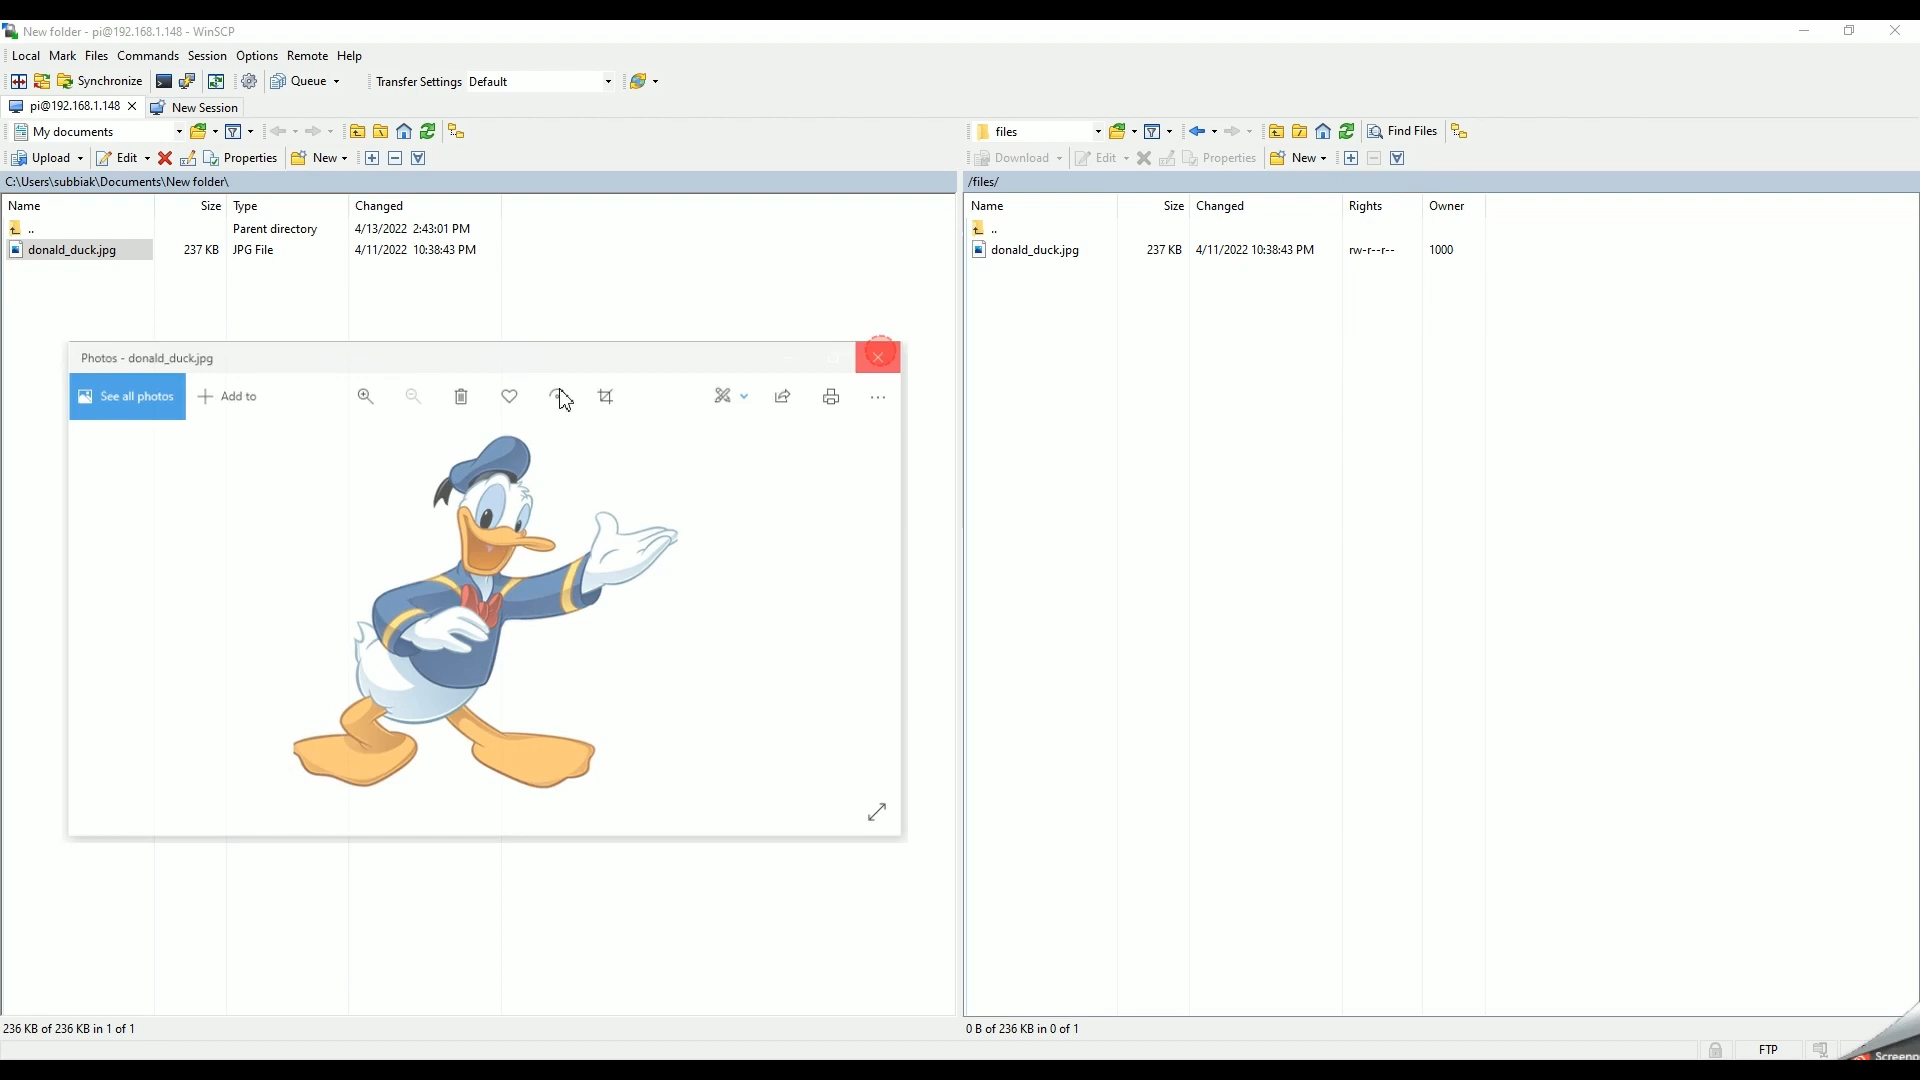 New folder - pi@192.168.1.148 - WinSCP
Local Mark Files Commands Session Options Remote Help
Synchronize Queue Transfer Settings Default
pi@192.168.1.148 New Session
My documents
files Find Files
Upload Edit Properties New
Download Edit Properties New
C:\Users\subbiak\Documents\New folder\
/files/
Name Size Type Changed
.. Parent directory 4/13/2022 2:43:01 PM
donald_duck.jpg 237 KB JPG File 4/11/2022 10:38:43 PM
Name Size Changed Rights Owner
..
donald_duck.jpg 237 KB 4/11/2022 10:38:43 PM rw-r--r-- 1000
Photos - donald_duck.jpg
See all photos Add to
236 KB of 236 KB in 1 of 1
0 B of 236 KB in 0 of 1
FTP